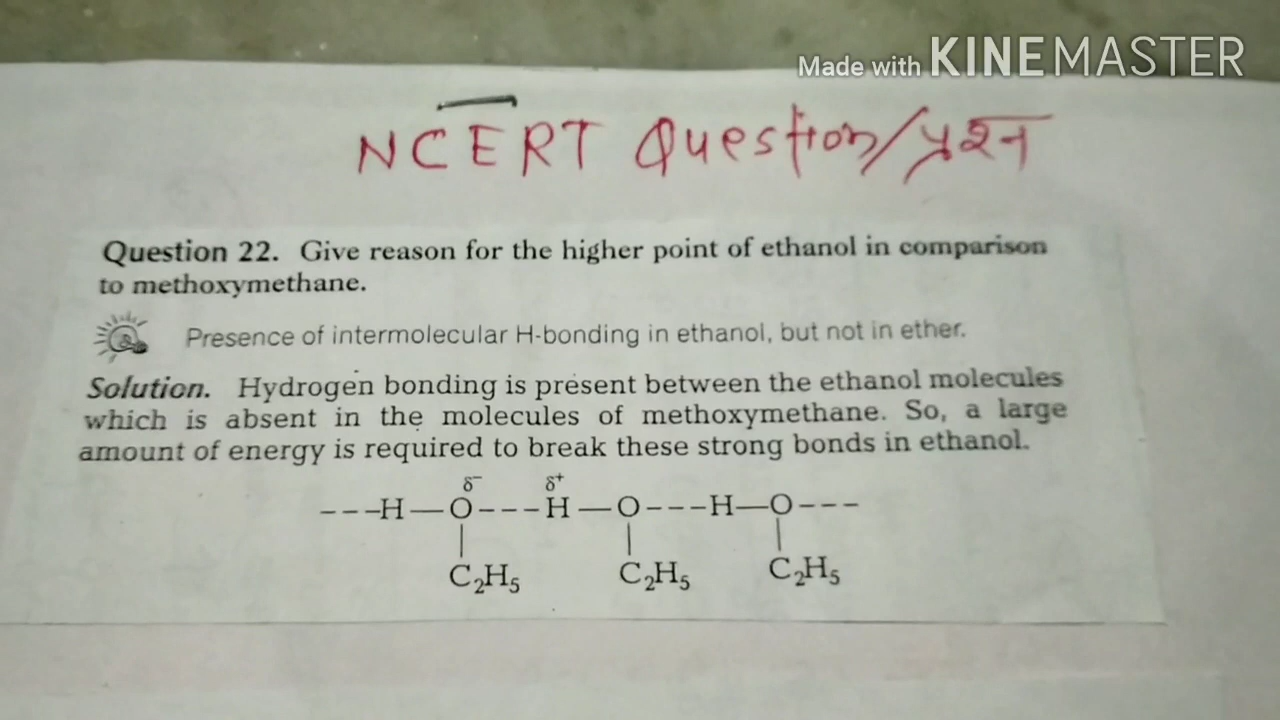 Made with KINEMASTER
NCERT Question/प्रश्न
Question 22. Give reason for the higher point of ethanol in comparison
to methoxymethane.
Presence of intermolecular H-bonding in ethanol, but not in ether.
Solution. Hydrogen bonding is present between the ethanol molecules
which is absent in the molecules of methoxymethane. So, a large
amount of energy is required to break these strong bonds in ethanol.
δ⁻ δ⁺
---H—O---H—O---H—O---
C₂H₅ C₂H₅ C₂H₅